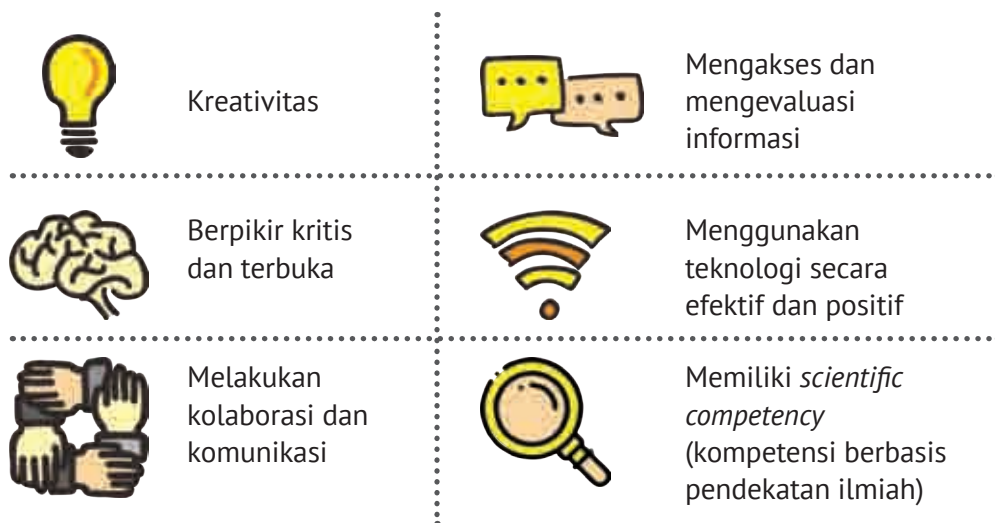 Kreativitas
Mengakses dan
mengevaluasi
informasi
Berpikir kritis
dan terbuka
Menggunakan
teknologi secara
efektif dan positif
Melakukan
kolaborasi dan
komunikasi
Memiliki scientific
competency
(kompetensi berbasis
pendekatan ilmiah)